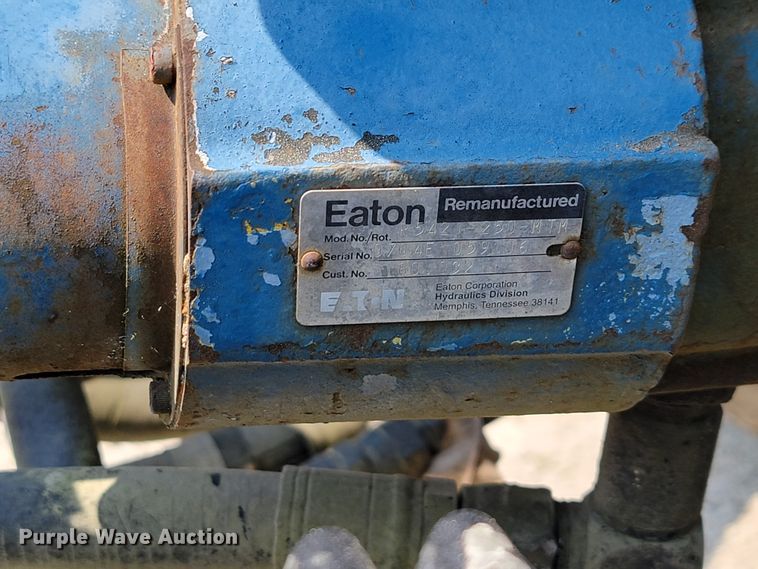 Eaton Remanufactured
Mod. No./Rot.
Serial No.
Cust. No.
EATON
Eaton Corporation
Hydraulics Division
Memphis, Tennessee 38141
Purple Wave Auction